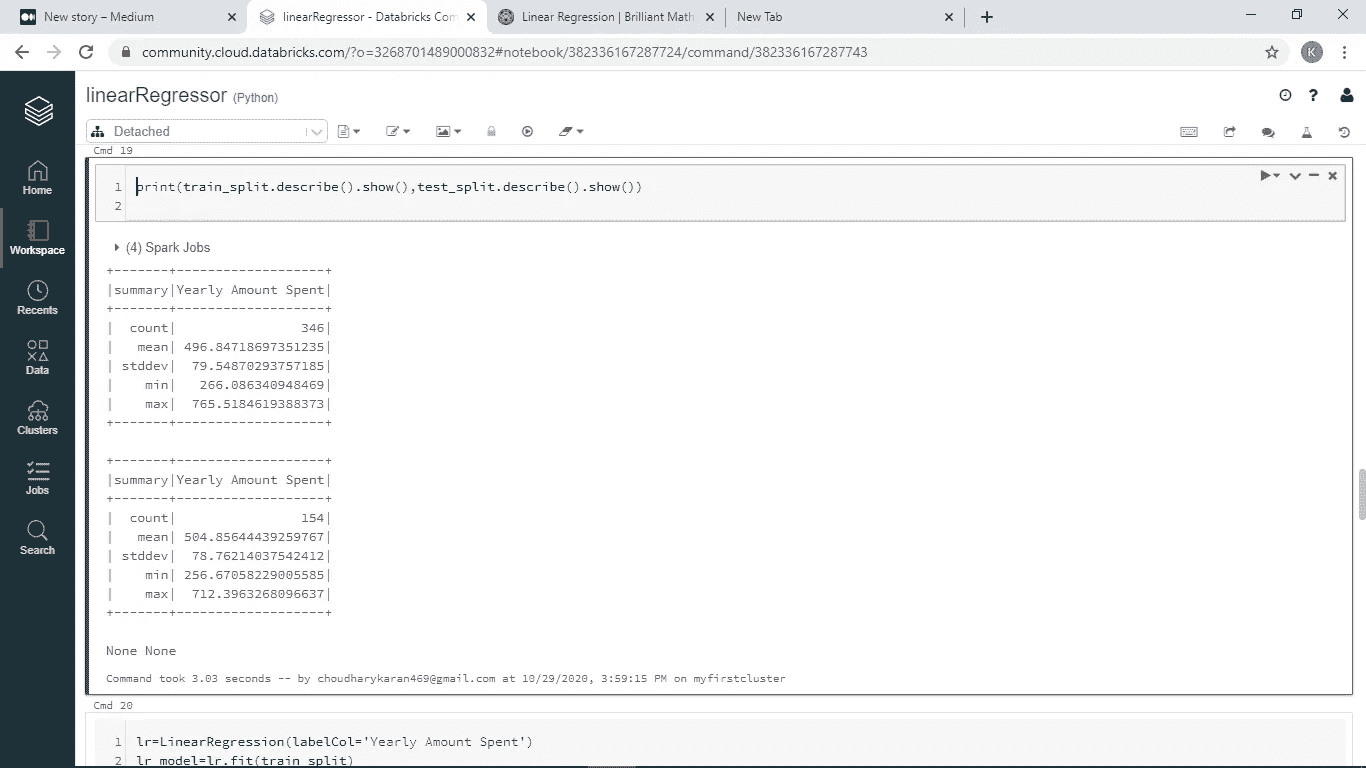 New story – Medium
linearRegressor - Databricks Com
Linear Regression | Brilliant Math
New Tab
community.cloud.databricks.com/?o=3268701489000832#notebook/382336167287724/command/382336167287743
K
linearRegressor (Python)
Detached
Home
Workspace
Recents
Data
Clusters
Jobs
Search
Cmd 19
1 print(train_split.describe().show(),test_split.describe().show())
2
(4) Spark Jobs
+-------+-------------------+
|summary|Yearly Amount Spent|
+-------+-------------------+
| count| 346|
| mean| 496.84718697351235|
| stddev| 79.54870293757185|
| min| 266.086340948469|
| max| 765.5184619388373|
+-------+-------------------+
+-------+-------------------+
|summary|Yearly Amount Spent|
+-------+-------------------+
| count| 154|
| mean| 504.85644439259767|
| stddev| 78.76214037542412|
| min| 256.67058229005585|
| max| 712.3963268096637|
+-------+-------------------+
None None
Command took 3.03 seconds -- by choudharykaran469@gmail.com at 10/29/2020, 3:59:15 PM on myfirstcluster
Cmd 20
1 lr=LinearRegression(labelCol='Yearly Amount Spent')
2 lr_model=lr.fit(train_split)